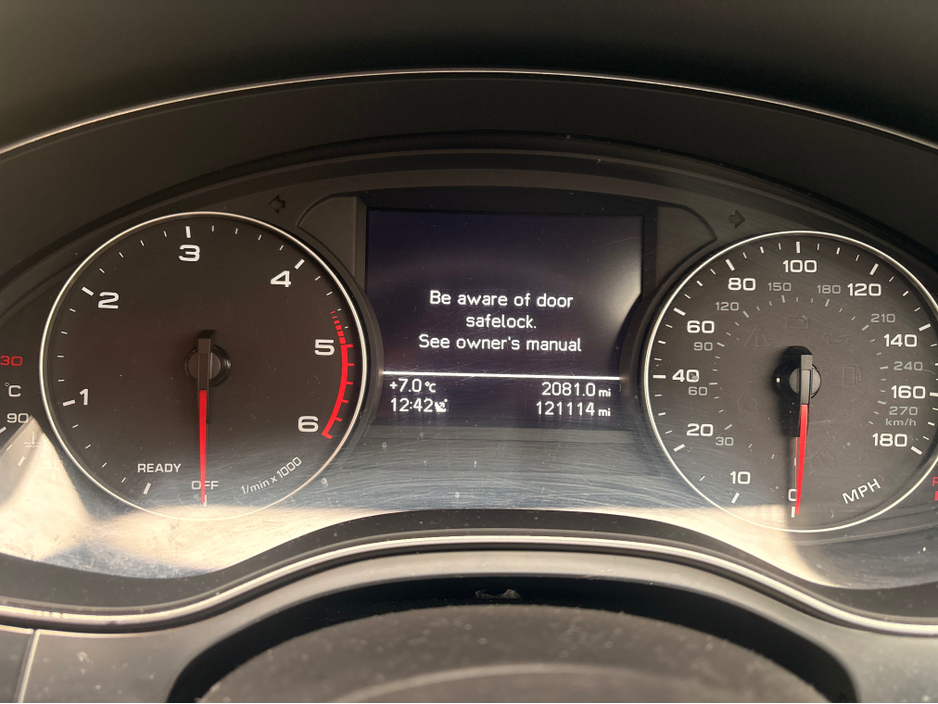 3
2
4
1
5
6
READY
OFF
1/min x 1000
30
°C
90
Be aware of door
safelock.
See owner's manual
+7.0 °C 2081.0 mi
12:42 121114 mi
100
80 120
150 180
120 210
60 140
90 240
40 160
60 270
km/h
20 180
30
10
0
MPH